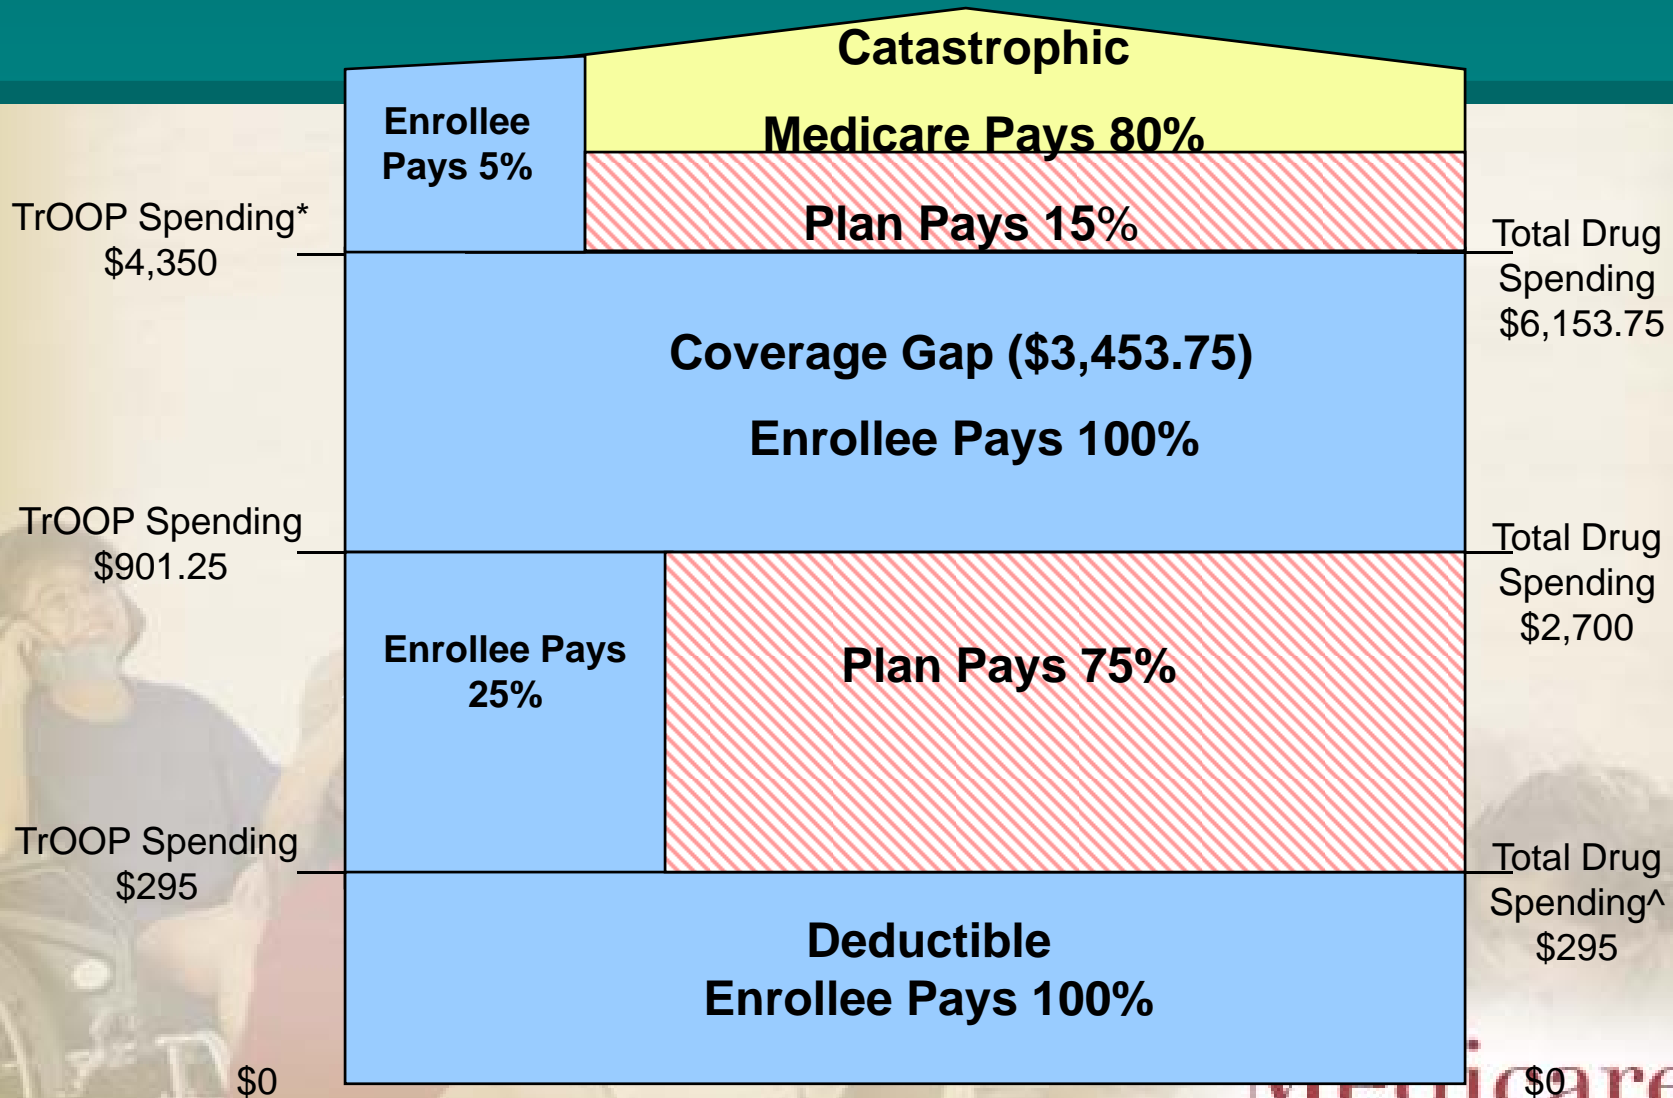 Catastrophic
Medicare Pays 80%
Enrollee
Pays 5%
Plan Pays 15%
TrOOP Spending*
$4,350
Total Drug
Spending
$6,153.75
Coverage Gap ($3,453.75)
Enrollee Pays 100%
TrOOP Spending
$901.25
Total Drug
Spending
$2,700
Enrollee Pays
25%
Plan Pays 75%
TrOOP Spending
$295
Total Drug
Spending^
$295
Deductible
Enrollee Pays 100%
$0
$0
Medicare